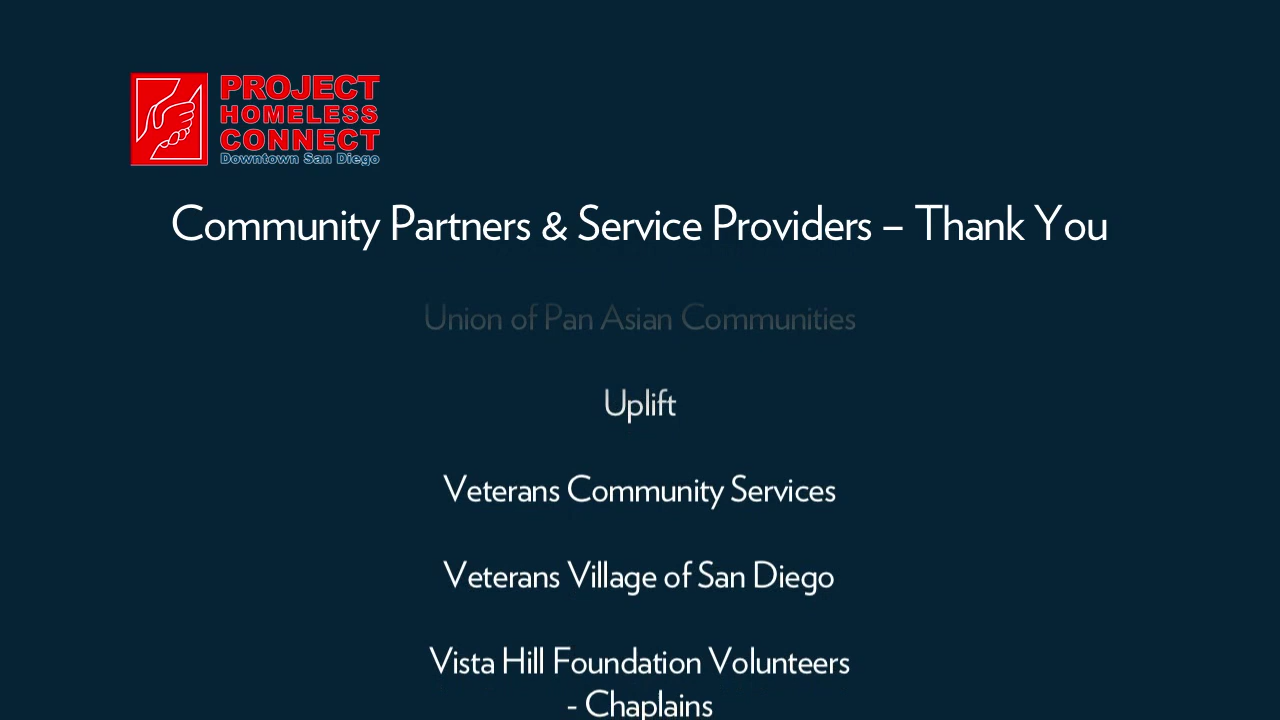 PROJECT
HOMELESS
CONNECT
Downtown San Diego
Community Partners & Service Providers – Thank You
Union of Pan Asian Communities
Uplift
Veterans Community Services
Veterans Village of San Diego
Vista Hill Foundation Volunteers
- Chaplains